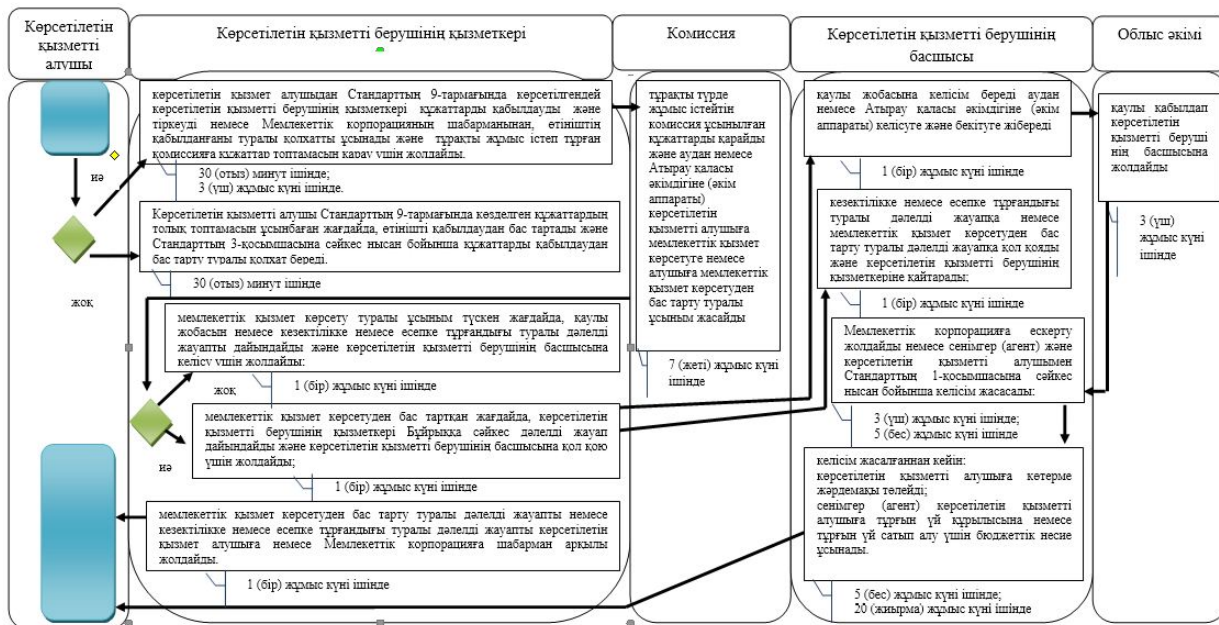 Көрсетілетін
қызметті
алушы
Көрсетілетін қызметті берушінің қызметкері
Комиссия
Көрсетілетін қызметті берушінің
басшысы
Облыс әкімі
көрсетілетін қызмет алушыдан Стандарттың 9-тармағында көрсетілгендей
көрсетілетін қызметті берушінің қызметкері құжаттарды қабылдауды және
тіркеуді немесе Мемлекеттік корпорацияның шабарманынан, өтініштің
қабылданғаны туралы қолхатты ұсынады және тұрақты жұмыс істеп тұрған
комиссияға құжаттар топтамасын қарау үшін жолдайды.
30 (отыз) минут ішінде;
3 (үш) жұмыс күні ішінде.
иә
Көрсетілетін қызметті алушы Стандарттың 9-тармағында көзделген құжаттардың
толық топтамасын ұсынбаған жағдайда, өтінішті қабылдаудан бас тартады және
Стандарттың 3-қосымшасына сәйкес нысан бойынша құжаттарды қабылдаудан
бас тарту туралы қолхат береді.
30 (отыз) минут ішінде
жоқ
мемлекеттік қызмет көрсету туралы ұсыным түскен жағдайда, қаулы
жобасын немесе кезектілікке немесе есепке тұрғандығы туралы дәлелді
жауапты дайындайды және көрсетілетін қызметті берушінің басшысына
келісу үшін жолдайды;
1 (бір) жұмыс күні ішінде
жоқ
мемлекеттік қызмет көрсетуден бас тартқан жағдайда, көрсетілетін
қызметті берушінің қызметкері Бұйрыққа сәйкес дәлелді жауап
дайындайды және көрсетілетін қызметті берушінің басшысына қол қою
үшін жолдайды;
иә
1 (бір) жұмыс күні ішінде
мемлекеттік қызмет көрсетуден бас тарту туралы дәлелді жауапты немесе
кезектілікке немесе есепке тұрғандығы туралы дәлелді жауапты көрсетілетін
қызмет алушыға немесе Мемлекеттік корпорацияға шабарман арқылы
жолдайды.
1 (бір) жұмыс күні ішінде
тұрақты түрде
жұмыс істейтін
комиссия ұсынылған
құжаттарды қарайды
және аудан немесе
Атырау қаласы
әкімдігіне (әкім
аппараты)
көрсетілетін
қызметті алушыға
мемлекеттік қызмет
көрсетуге немесе
алушыға мемлекеттік
қызмет көрсетуден
бас тарту туралы
ұсыным жасайды
7 (жеті) жұмыс күні
ішінде
қаулы жобасына келісім береді аудан
немесе Атырау қаласы әкімдігіне (әкім
аппараты) келісуге және бекітуге жібереді
1 (бір) жұмыс күні ішінде
кезектілікке немесе есепке тұрғандығы
туралы дәлелді жауапқа немесе
мемлекеттік қызмет көрсетуден бас
тарту туралы дәлелді жауапқа қол қояды
және көрсетілетін қызметті берушінің
қызметкеріне қайтарады;
1 (бір) жұмыс күні ішінде
Мемлекеттік корпорацияға ескерту
жолдайды немесе сенімгер (агент) және
көрсетілетін қызметті алушымен
Стандарттың 1-қосымшасына сәйкес
нысан бойынша келісім жасасады:
3 (үш) жұмыс күні ішінде;
5 (бес) жұмыс күні ішінде
келісім жасалғаннан кейін:
көрсетілетін қызметті алушыға көтерме
жәрдемақы төлейді;
сенімгер (агент) көрсетілетін қызметті
алушыға тұрғын үй құрылысына немесе
тұрғын үй сатып алу үшін бюджеттік несие
ұсынады.
5 (бес) жұмыс күні ішінде;
20 (жиырма) жұмыс күні ішінде
қаулы қабылдап
көрсетілетін
қызметті беруші
нің басшысына
жолдайды
3 (үш)
жұмыс күні
ішінде